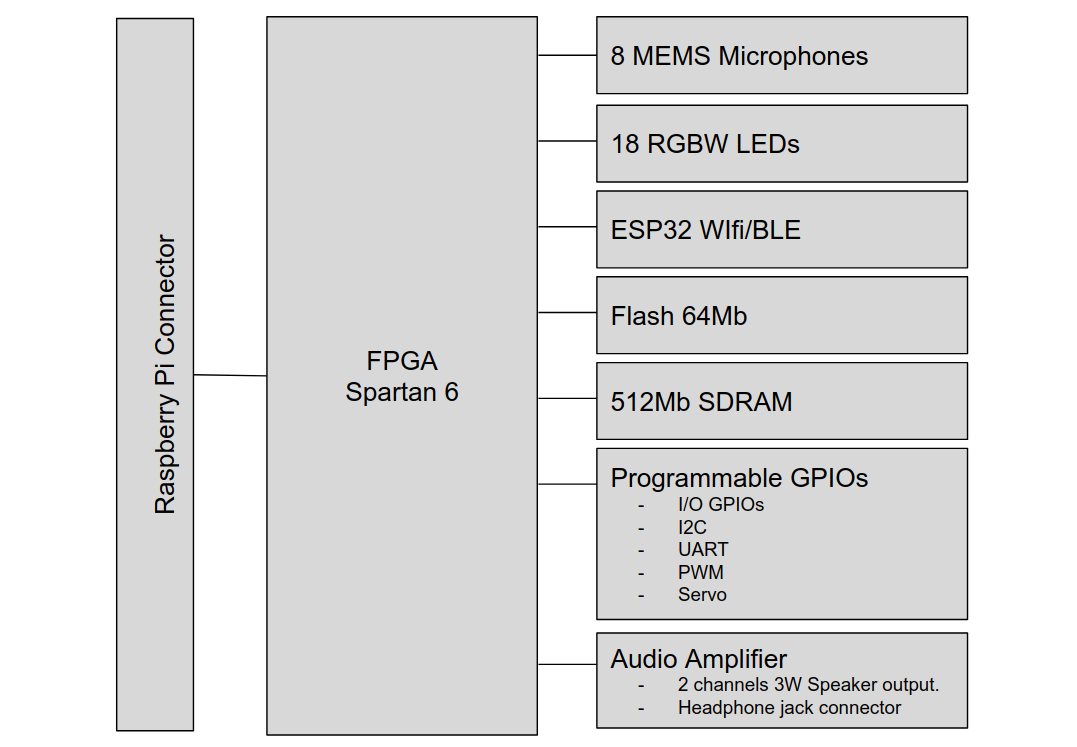 Raspberry Pi Connector
FPGA
Spartan 6
8 MEMS Microphones
18 RGBW LEDs
ESP32 WIfi/BLE
Flash 64Mb
512Mb SDRAM
Programmable GPIOs
- I/O GPIOs
- I2C
- UART
- PWM
- Servo
Audio Amplifier
- 2 channels 3W Speaker output.
- Headphone jack connector